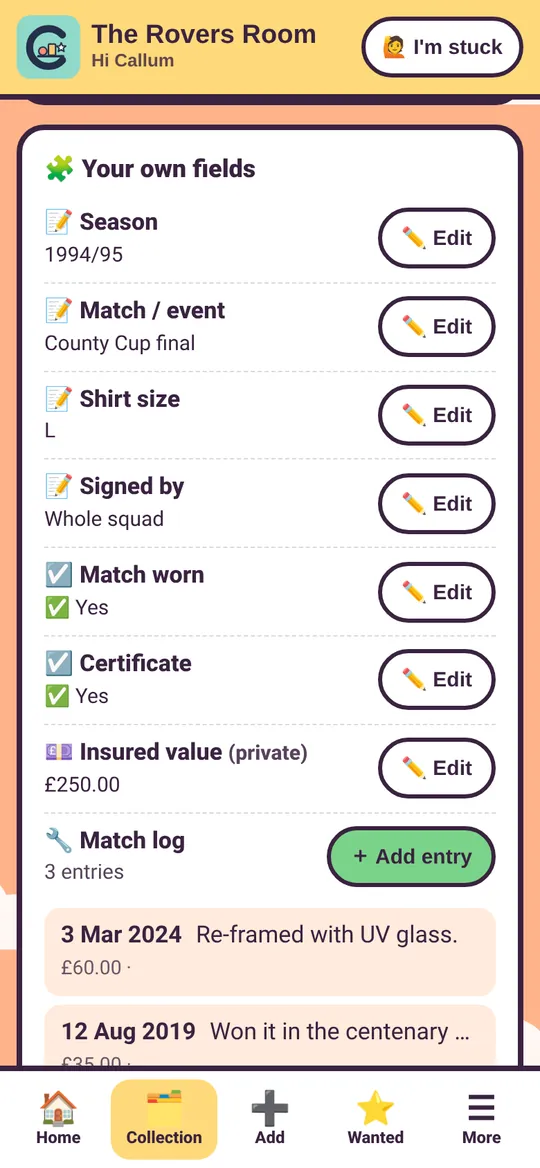 The Rovers Room
Hi Callum
I'm stuck
Your own fields
Season
1994/95
Edit
Match / event
County Cup final
Edit
Shirt size
L
Edit
Signed by
Whole squad
Edit
Match worn
Yes
Edit
Certificate
Yes
Edit
Insured value (private)
£250.00
Edit
Match log
3 entries
+ Add entry
3 Mar 2024 Re-framed with UV glass.
£60.00 ·
12 Aug 2019 Won it in the centenary ...
£35.00 ·
Home
Collection
Add
Wanted
More